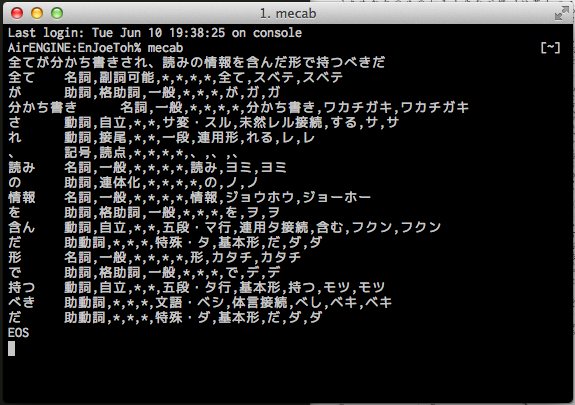 1. mecab
Last login: Tue Jun 10 19:38:25 on console
AirENGINE:EnJoeToh% mecab [~]
全てが分かち書きされ、読みの情報を含んだ形で持つべきだ
全て 名詞,副詞可能,*,*,*,*,全て,スベテ,スベテ
が 助詞,格助詞,一般,*,*,*,が,ガ,ガ
分かち書き 名詞,一般,*,*,*,*,分かち書き,ワカチガキ,ワカチガキ
さ 動詞,自立,*,*,サ変・スル,未然レル接続,する,サ,サ
れ 動詞,接尾,*,*,一段,連用形,れる,レ,レ
、 記号,読点,*,*,*,*,、,、,、
読み 名詞,一般,*,*,*,*,読み,ヨミ,ヨミ
の 助詞,連体化,*,*,*,*,の,ノ,ノ
情報 名詞,一般,*,*,*,*,情報,ジョウホウ,ジョーホー
を 助詞,格助詞,一般,*,*,*,を,ヲ,ヲ
含ん 動詞,自立,*,*,五段・マ行,連用タ接続,含む,フクン,フクン
だ 助動詞,*,*,*,特殊・タ,基本形,だ,ダ,ダ
形 名詞,一般,*,*,*,*,形,カタチ,カタチ
で 助詞,格助詞,一般,*,*,*,で,デ,デ
持つ 動詞,自立,*,*,五段・タ行,基本形,持つ,モツ,モツ
べき 助動詞,*,*,*,文語・ベシ,体言接続,べし,ベキ,ベキ
だ 助動詞,*,*,*,特殊・ダ,基本形,だ,ダ,ダ
EOS